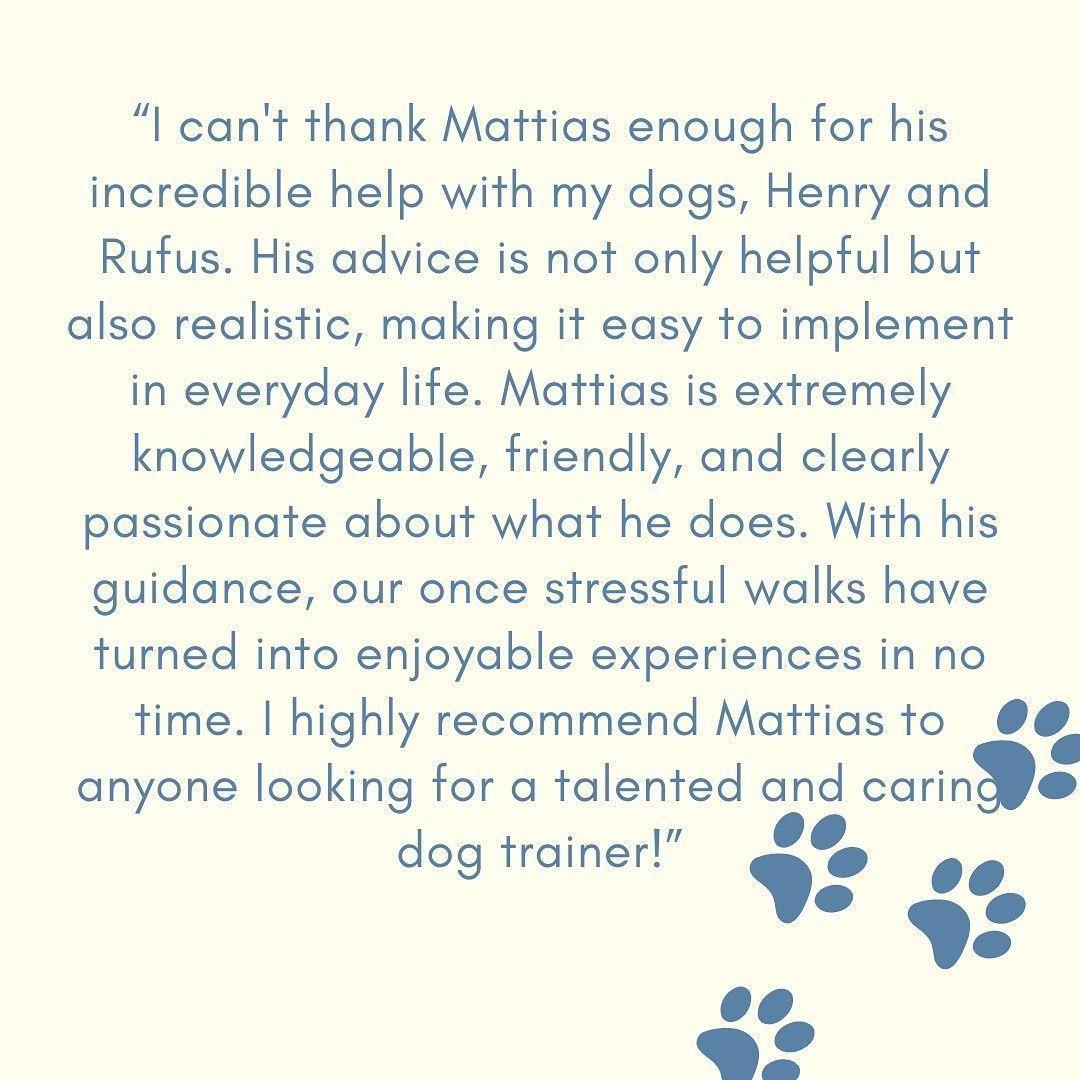 “I can't thank Mattias enough for his
incredible help with my dogs, Henry and
Rufus. His advice is not only helpful but
also realistic, making it easy to implement
in everyday life. Mattias is extremely
knowledgeable, friendly, and clearly
passionate about what he does. With his
guidance, our once stressful walks have
turned into enjoyable experiences in no
time. I highly recommend Mattias to
anyone looking for a talented and caring
dog trainer!”